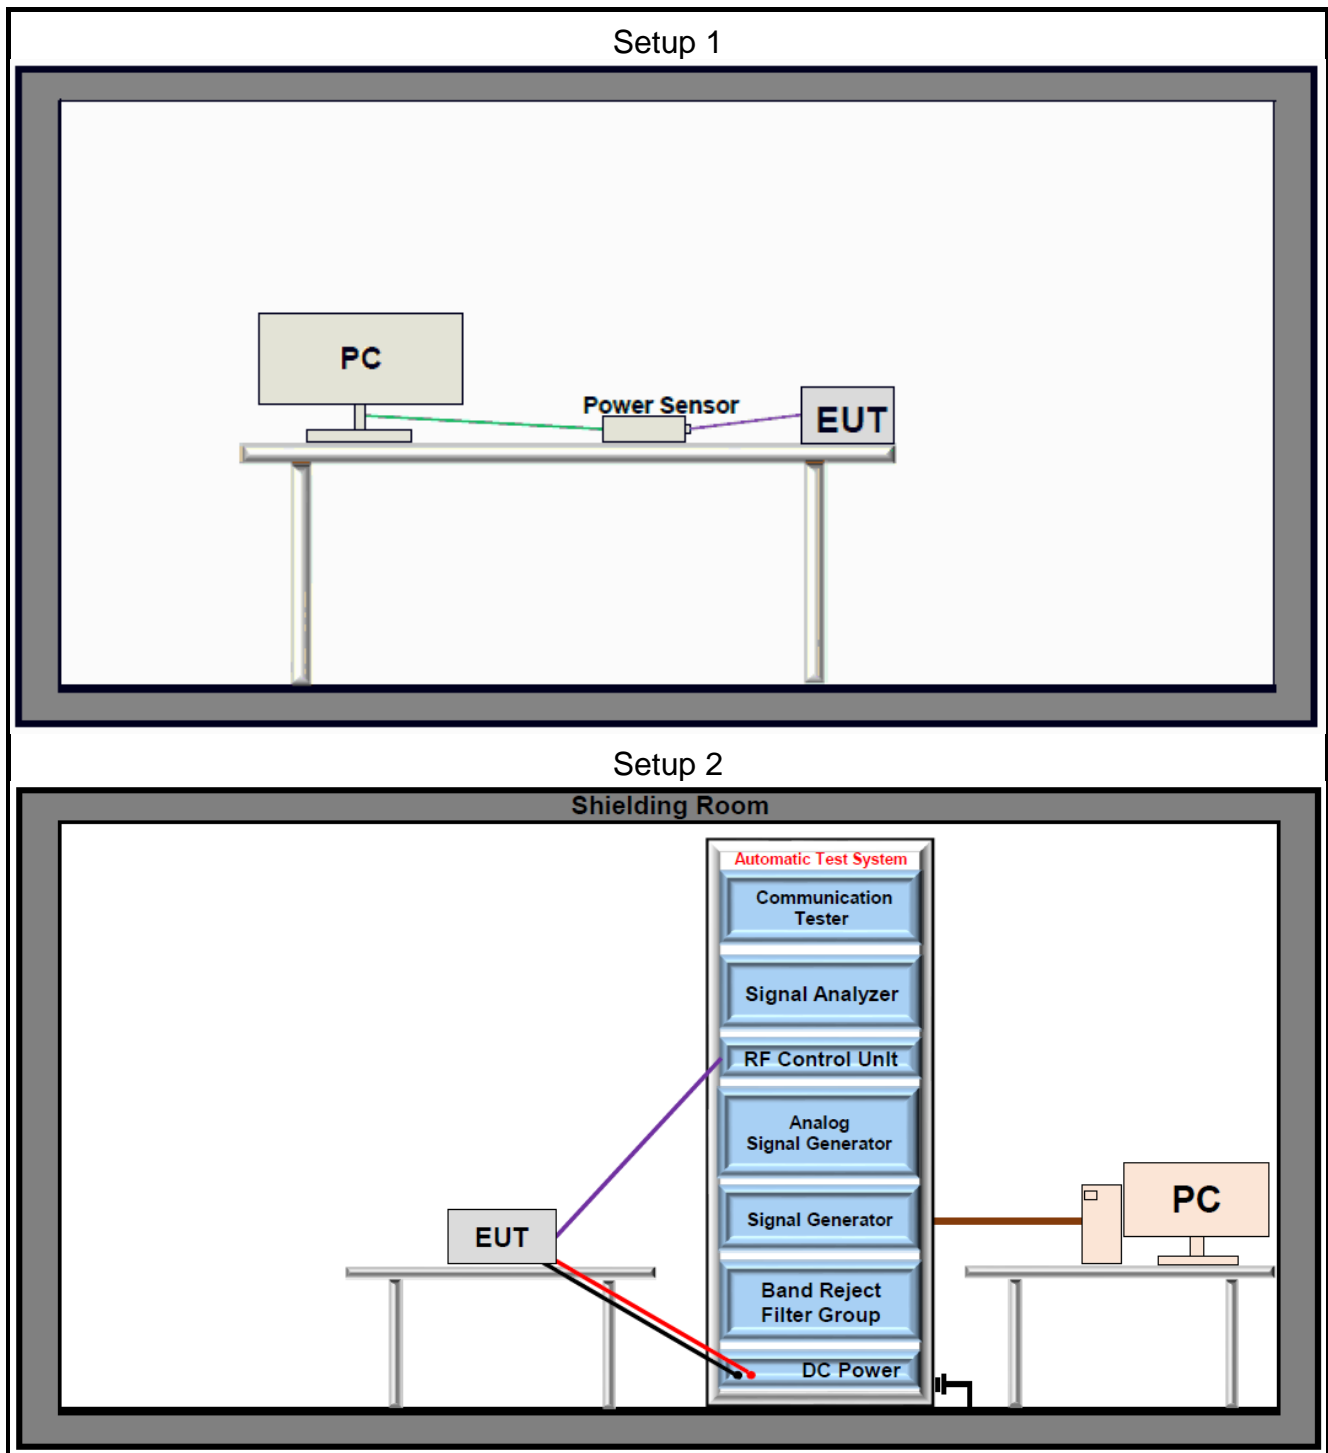 Setup 1
PC
Power Sensor
EUT
Setup 2
Shielding Room
Automatic Test System
Communication
Tester
Signal Analyzer
RF Control UnIt
Analog
Signal Generator
Signal Generator
Band Reject
Filter Group
DC Power
EUT
PC